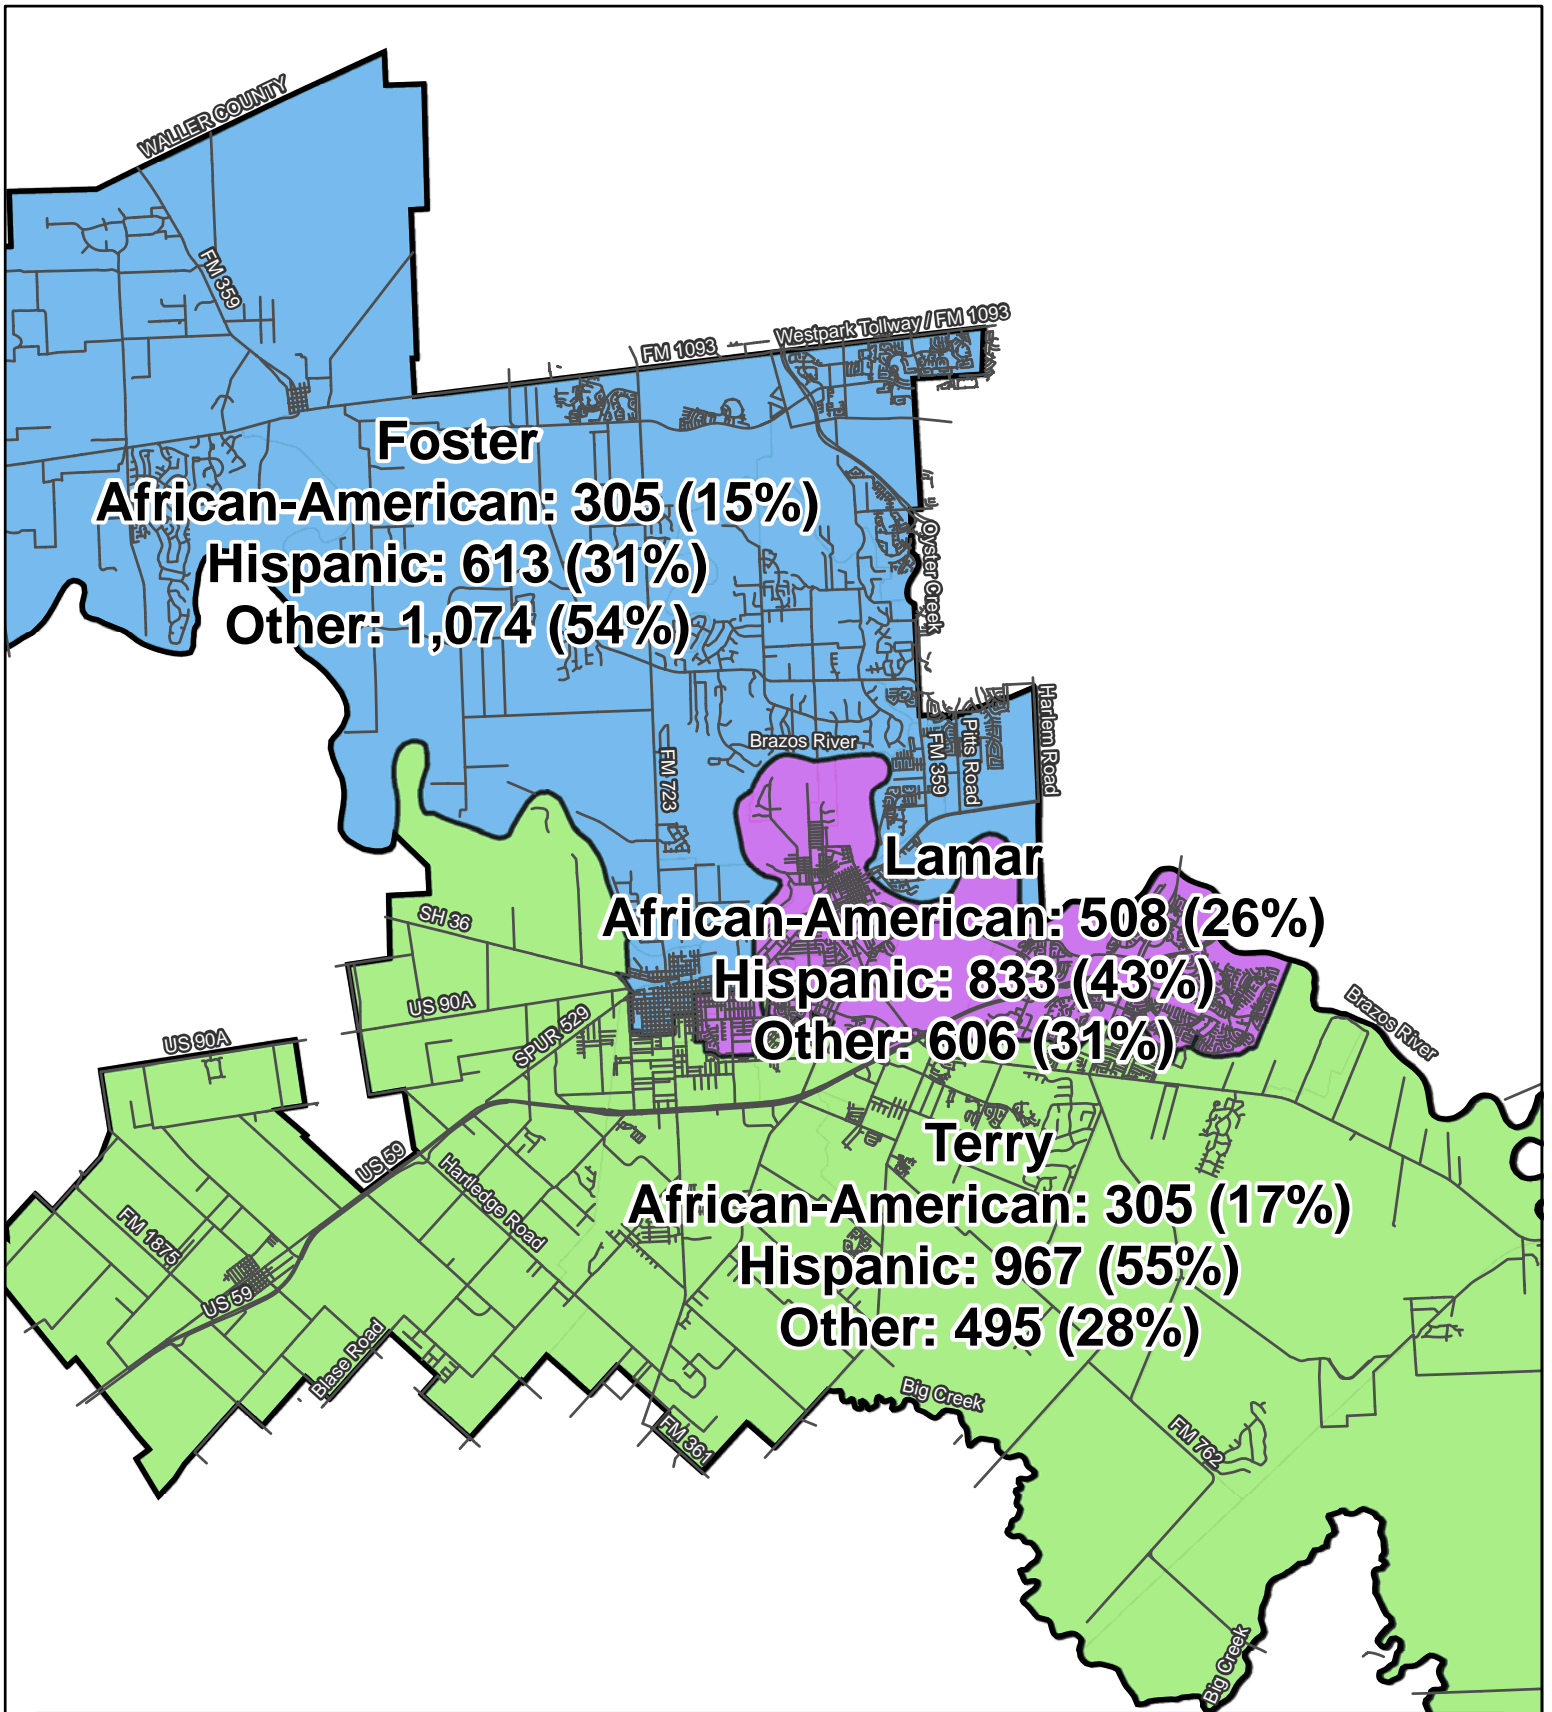 WALLER COUNTY
FM 359
Westpark Tollway / FM 1093
FM 1093
Foster
African-American: 305 (15%)
Hispanic: 613 (31%)
Other: 1,074 (54%)
Oyster Creek
Harlem Road
Pitts Road
FM 359
Brazos River
FM 723
Lamar
African-American: 508 (26%)
Hispanic: 833 (43%)
Other: 606 (31%)
SH 36
US 90A
SPUR 529
US 90A
Brazos River
Terry
African-American: 305 (17%)
Hispanic: 967 (55%)
Other: 495 (28%)
US 59
Hartledge Road
FM 1875
US 59
Blase Road
Big Creek
FM 361
FM 762
Big Creek